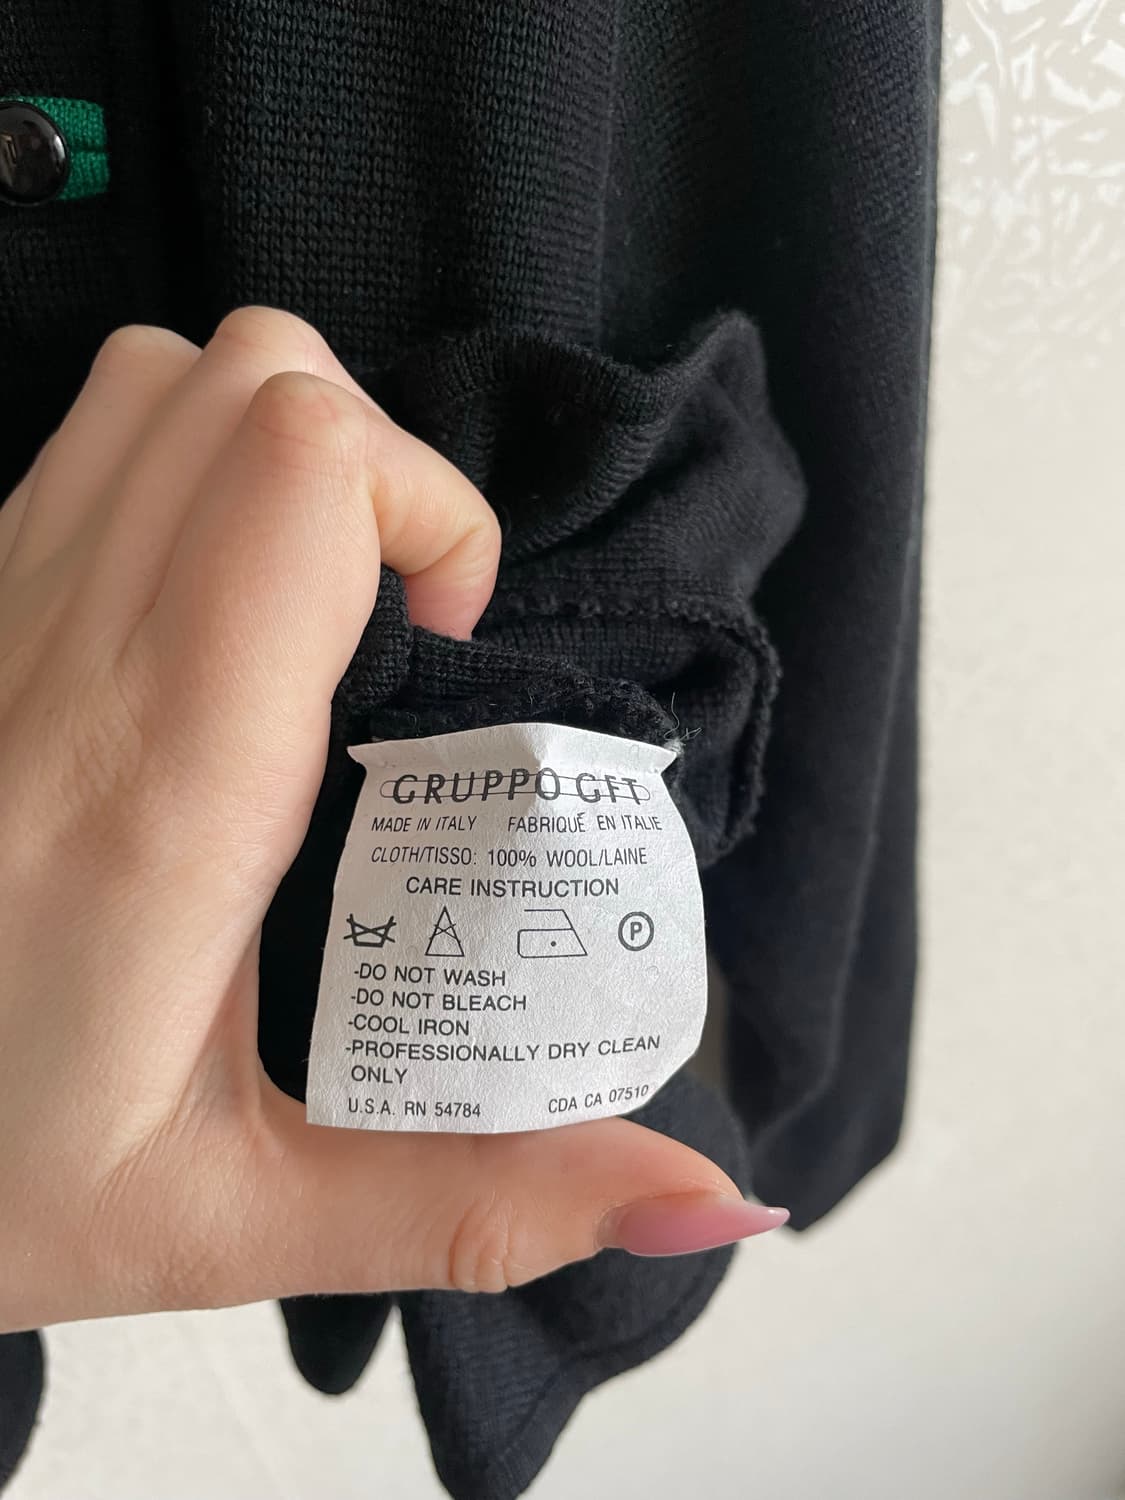 GRUPPO GFT
MADE IN ITALY FABRIQUÉ EN ITALIE
CLOTH/TISSO: 100% WOOL/LAINE
CARE INSTRUCTION
P
-DO NOT WASH
-DO NOT BLEACH
-COOL IRON
-PROFESSIONALLY DRY CLEAN
ONLY
U.S.A. RN 54784 CDA CA 07510